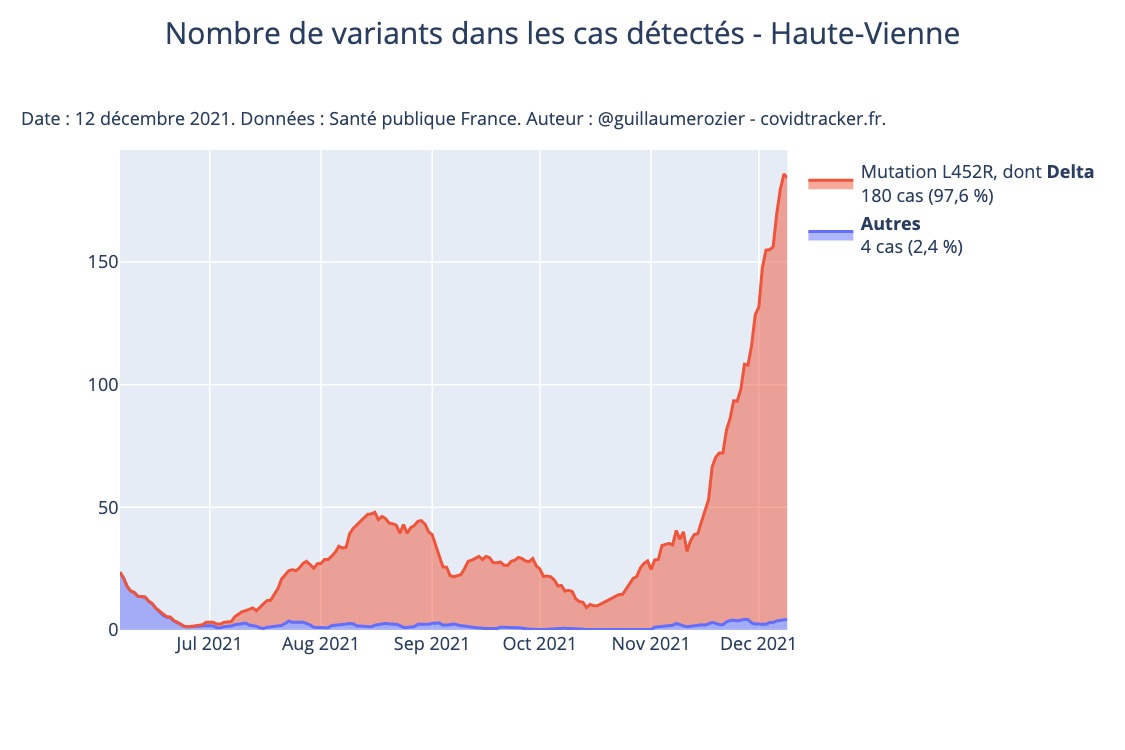 Nombre de variants dans les cas détectés - Haute-Vienne
Date : 12 décembre 2021. Données : Santé publique France. Auteur : @guillaumerozier - covidtracker.fr.
Mutation L452R, dont Delta
180 cas (97,6 %)
Autres
4 cas (2,4 %)
150
100
50
0
Jul 2021
Aug 2021
Sep 2021
Oct 2021
Nov 2021
Dec 2021